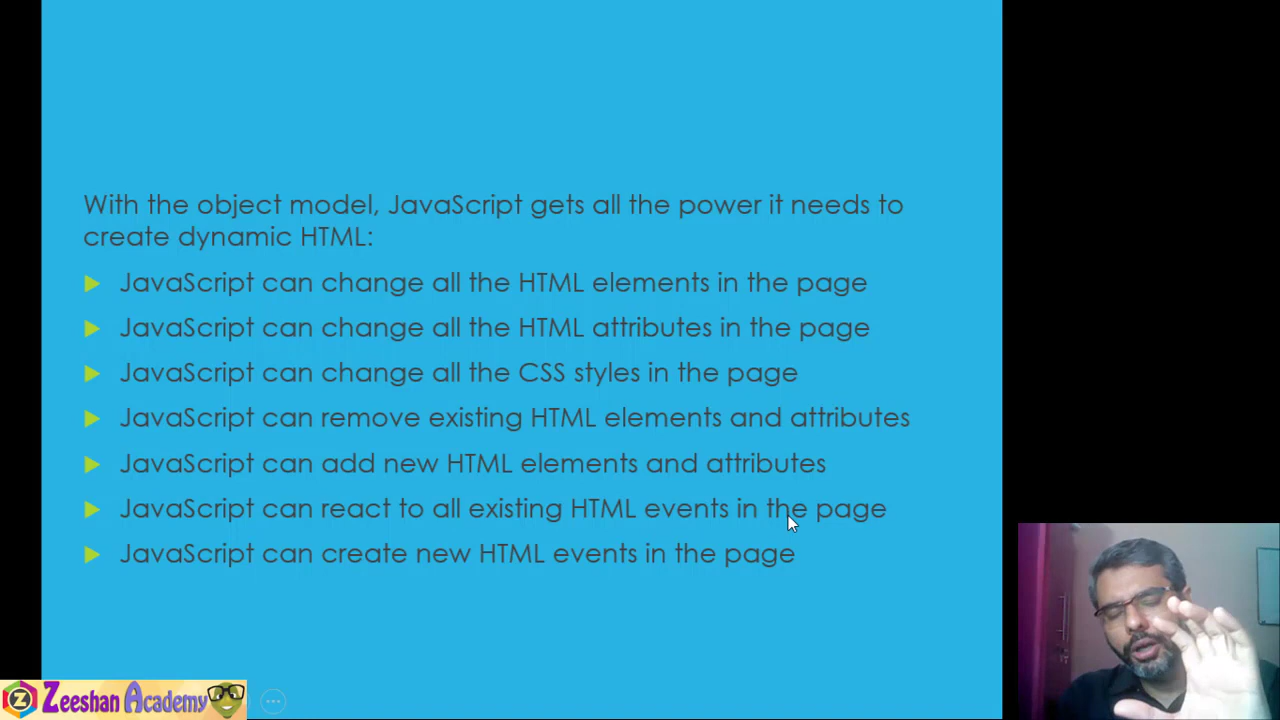 With the object model, JavaScript gets all the power it needs to
create dynamic HTML:
JavaScript can change all the HTML elements in the page
JavaScript can change all the HTML attributes in the page
JavaScript can change all the CSS styles in the page
JavaScript can remove existing HTML elements and attributes
JavaScript can add new HTML elements and attributes
JavaScript can react to all existing HTML events in the page
JavaScript can create new HTML events in the page
Z Zeeshan Academy